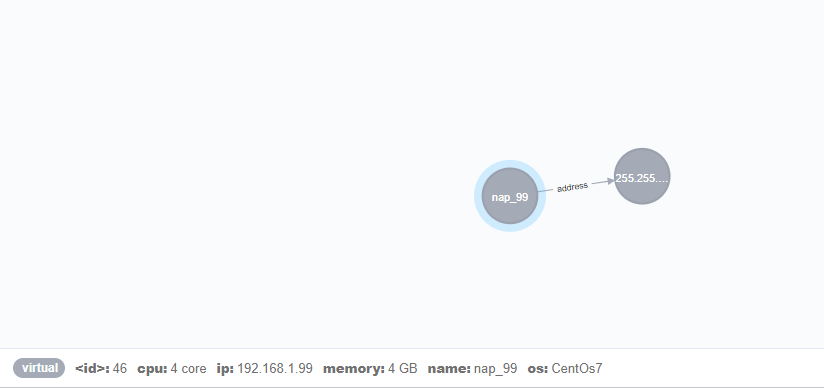 255.255....
address
nap_99
virtual <id>: 46 cpu: 4 core ip: 192.168.1.99 memory: 4 GB name: nap_99 os: CentOs7